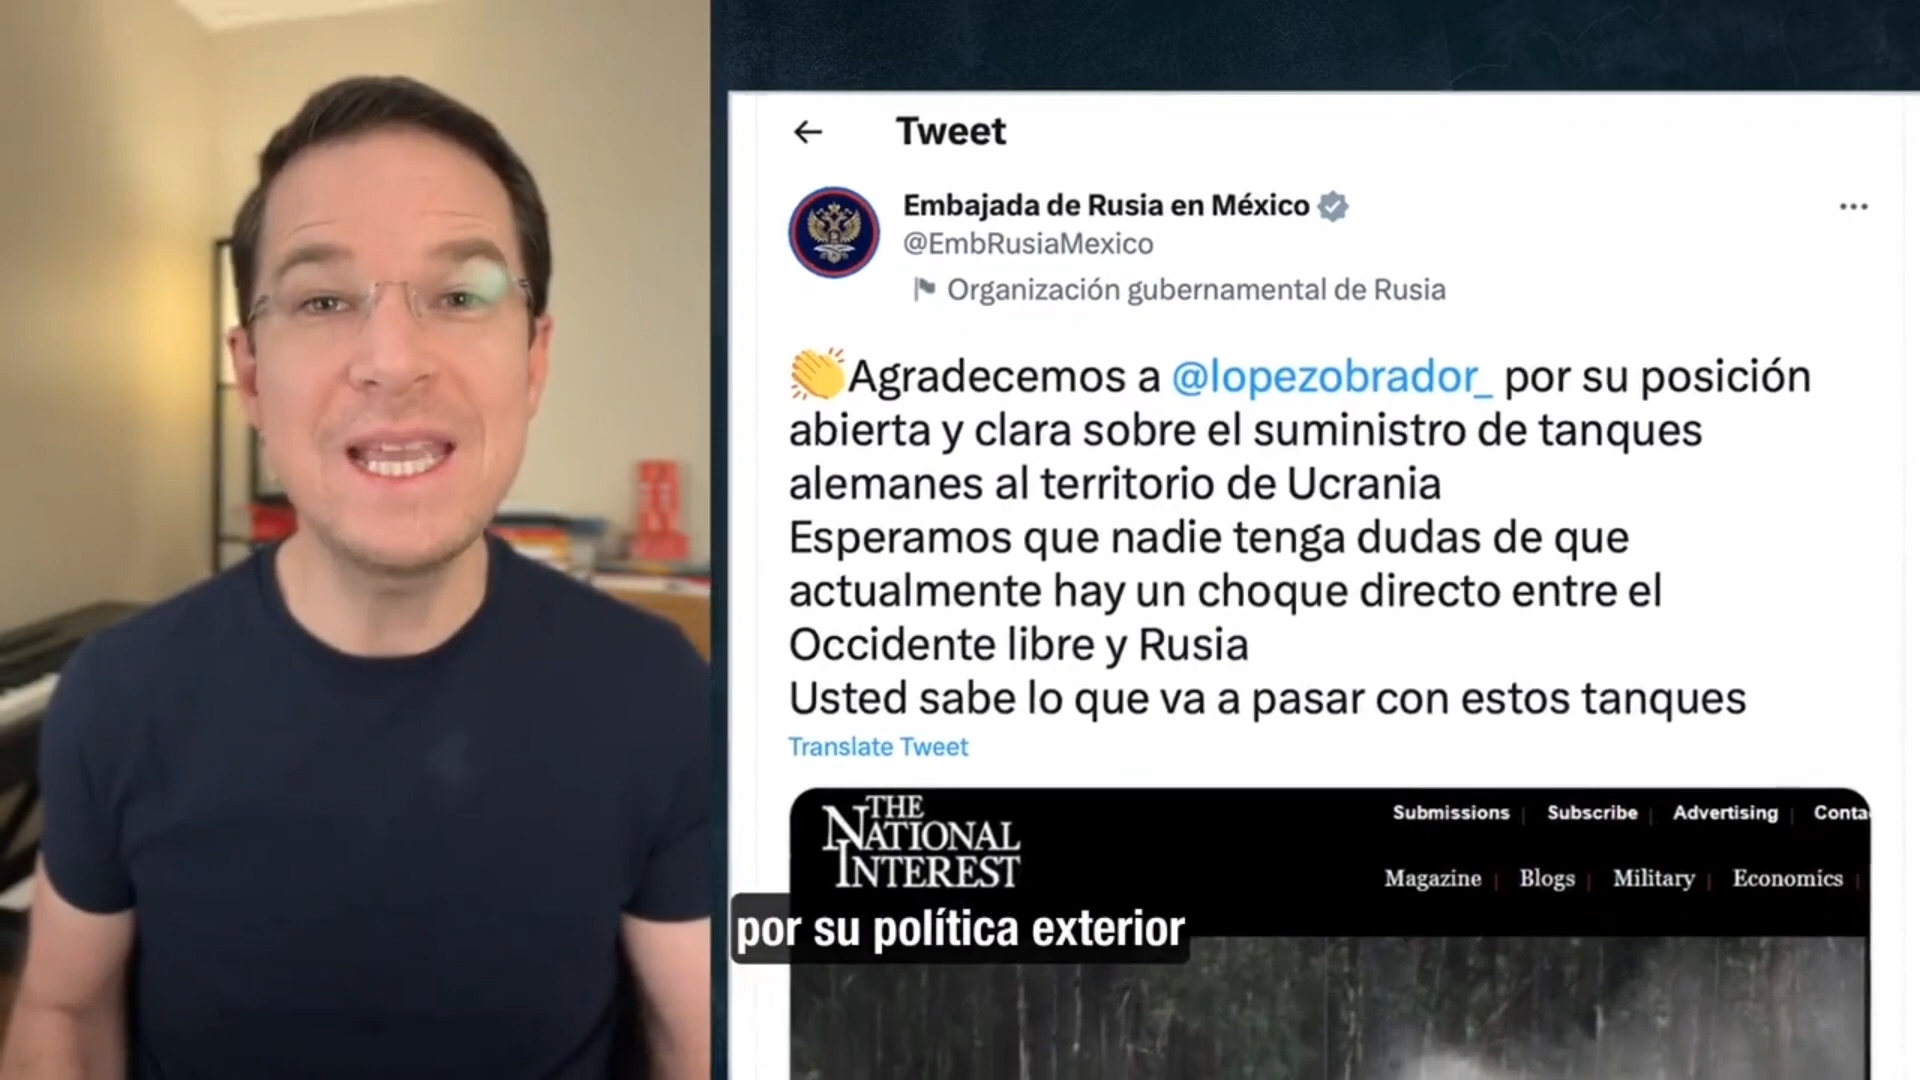 Tweet
Embajada de Rusia en México
@EmbRusiaMexico
Organización gubernamental de Rusia
👏Agradecemos a @lopezobrador_ por su posición
abierta y clara sobre el suministro de tanques
alemanes al territorio de Ucrania
Esperamos que nadie tenga dudas de que
actualmente hay un choque directo entre el
Occidente libre y Rusia
Usted sabe lo que va a pasar con estos tanques
Translate Tweet
THE
NATIONAL
INTEREST
Submissions | Subscribe | Advertising | Conta
Magazine | Blogs | Military | Economics |
por su política exterior